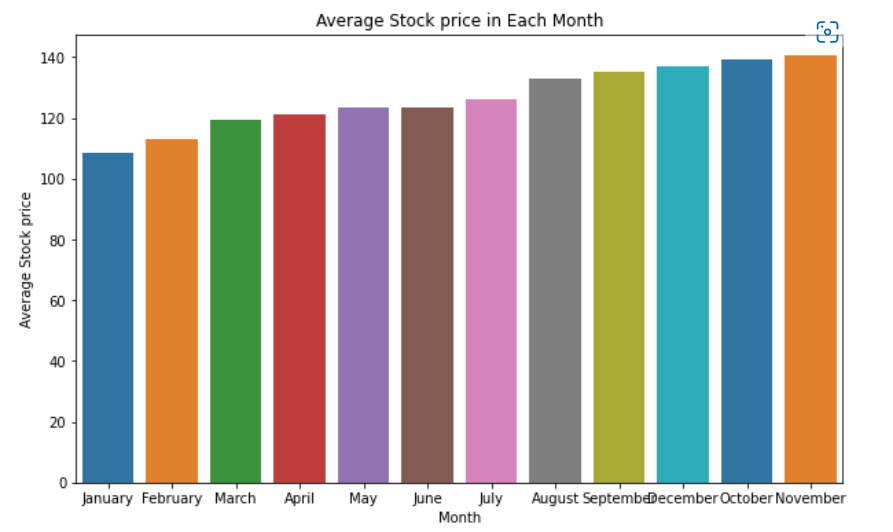 Average Stock price in Each Month
140
120
100
80
60
40
20
0
Average Stock price
January February March April May June July August September December October November
Month